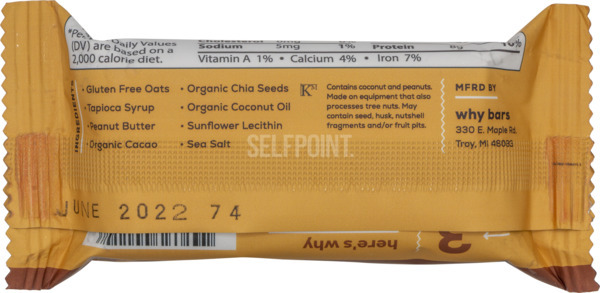 Daily Values
(DV) are based on a
2,000 calorie diet.
Cholesterol
Sodium 5mg 1% Protein 10%
Vitamin A 1% • Calcium 4% • Iron 7%
INGREDIENTS
• Gluten Free Oats
• Tapioca Syrup
• Peanut Butter
• Organic Cacao
• Organic Chia Seeds
• Organic Coconut Oil
• Sunflower Lecithin
• Sea Salt
Contains coconut and peanuts.
Made on equipment that also
processes tree nuts. May
contain seed, husk, nutshell
fragments and/or fruit pits.
MFRD BY
why bars
330 E. Maple Rd.
Troy, MI 48083
SELFPOINT.
JUNE 2022 74
here's why
3